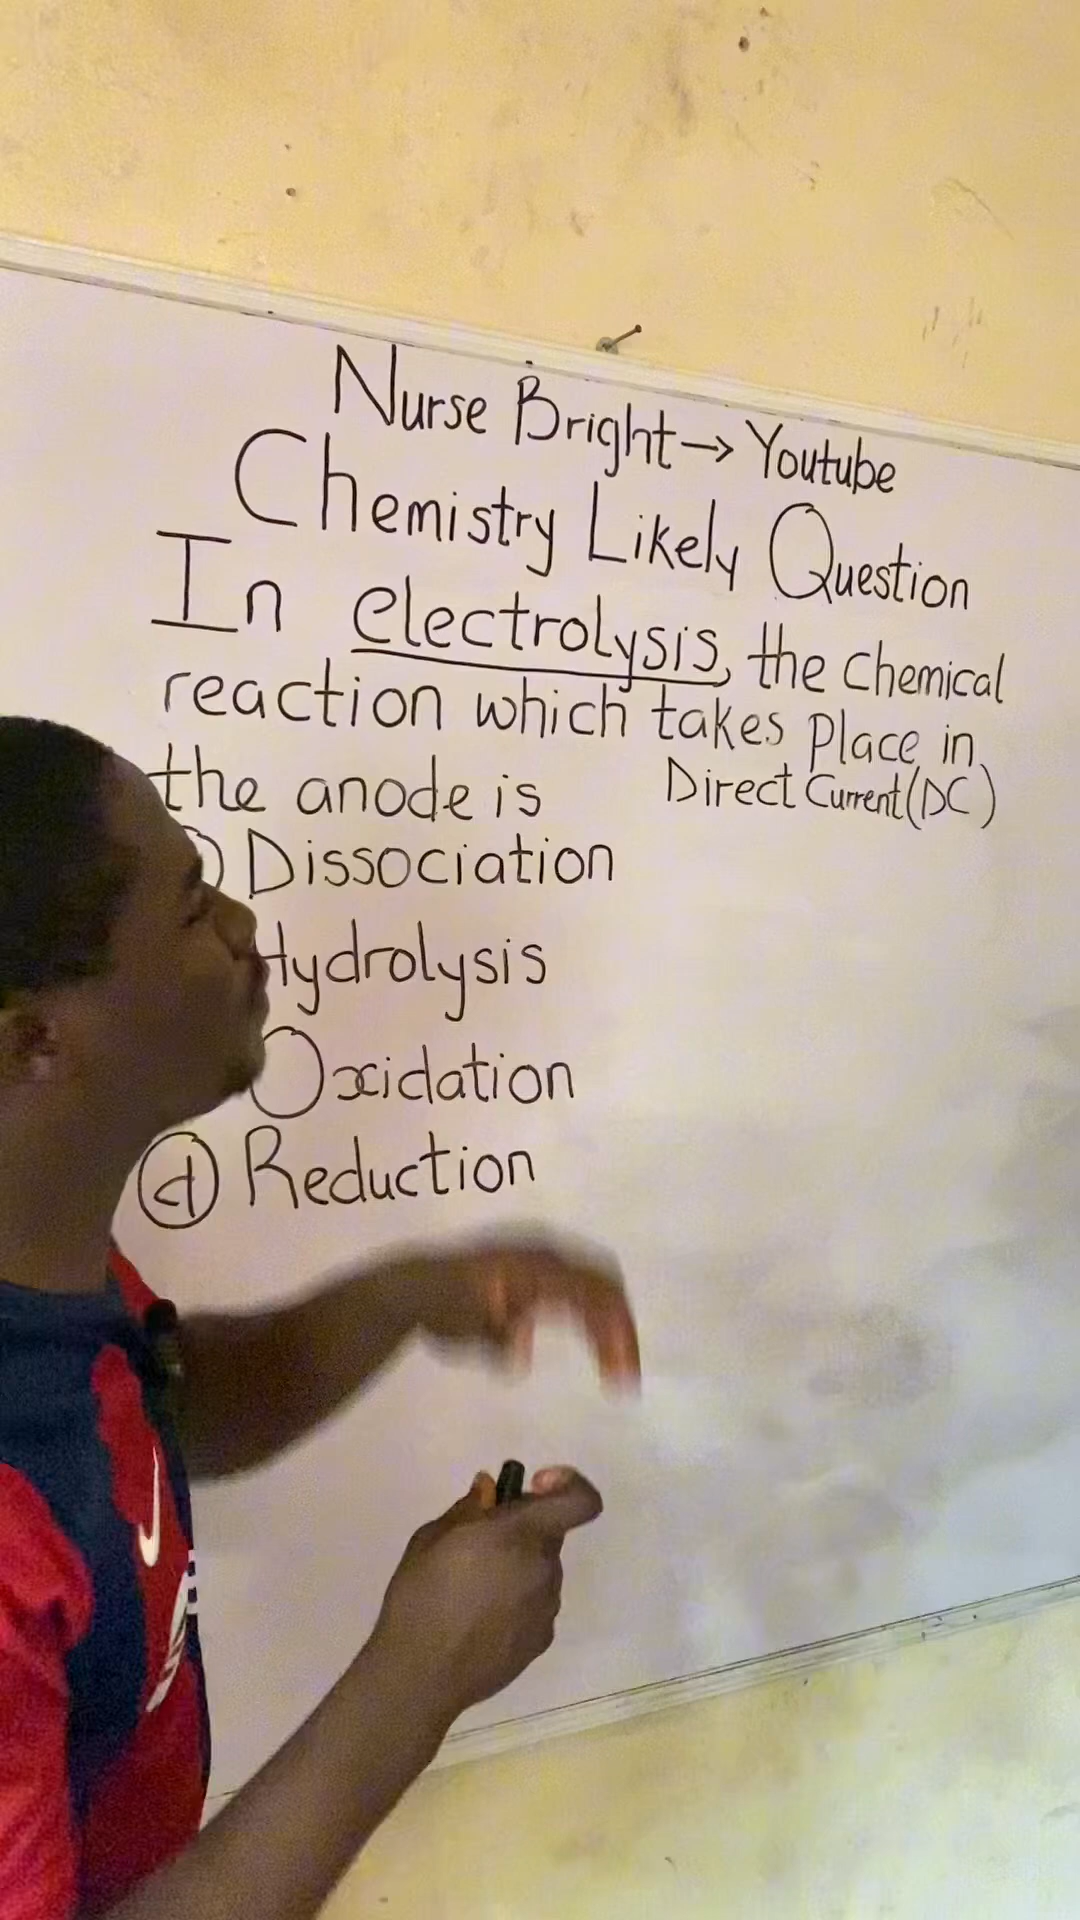 Nurse Bright → Youtube
Chemistry Likely Question
In electrolysis, the chemical
reaction which takes place in
the anode is Direct Current (DC)
Dissociation
Hydrolysis
Oxidation
d Reduction